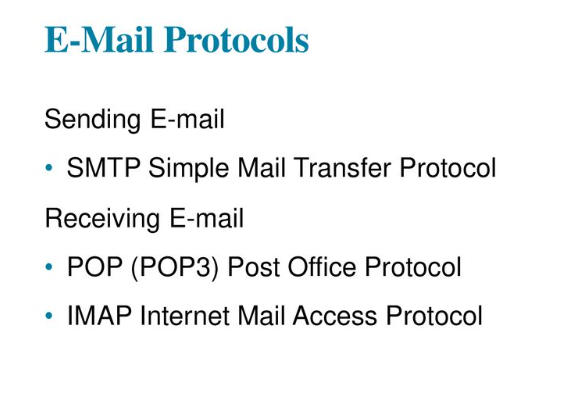 E-Mail Protocols
Sending E-mail
• SMTP Simple Mail Transfer Protocol
Receiving E-mail
• POP (POP3) Post Office Protocol
• IMAP Internet Mail Access Protocol